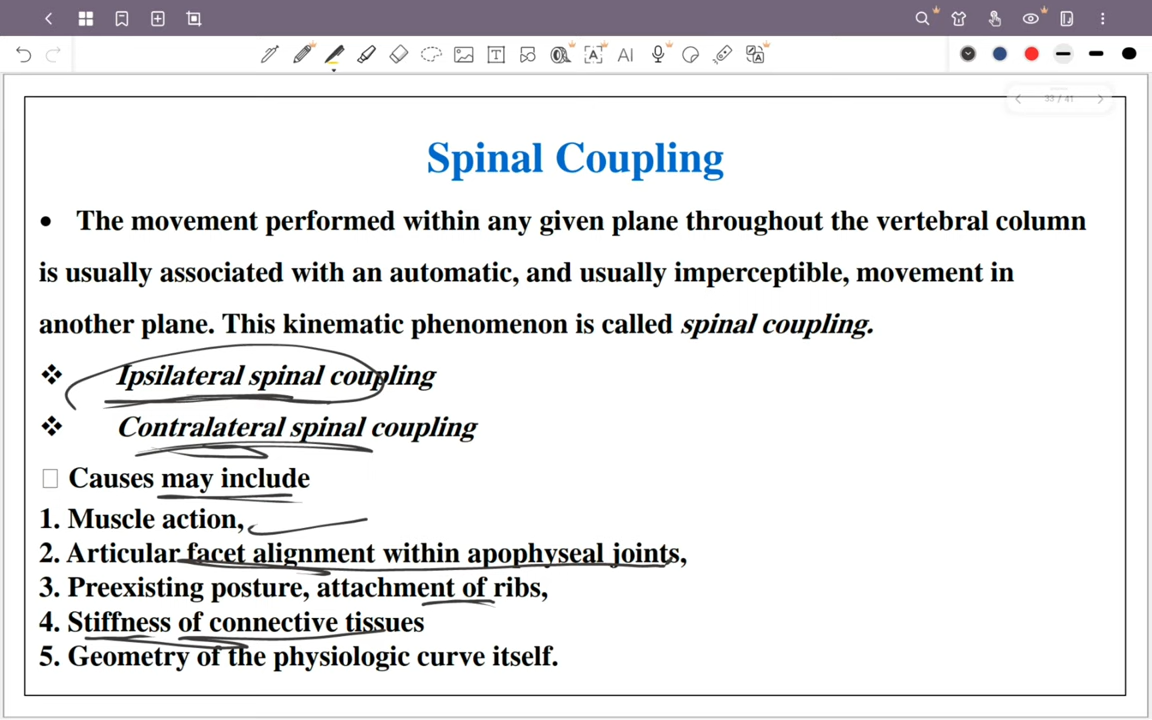 33 / 41
Spinal Coupling
• The movement performed within any given plane throughout the vertebral column
is usually associated with an automatic, and usually imperceptible, movement in
another plane. This kinematic phenomenon is called spinal coupling.
❖ Ipsilateral spinal coupling
❖ Contralateral spinal coupling
Causes may include
1. Muscle action,
2. Articular facet alignment within apophyseal joints,
3. Preexisting posture, attachment of ribs,
4. Stiffness of connective tissues
5. Geometry of the physiologic curve itself.